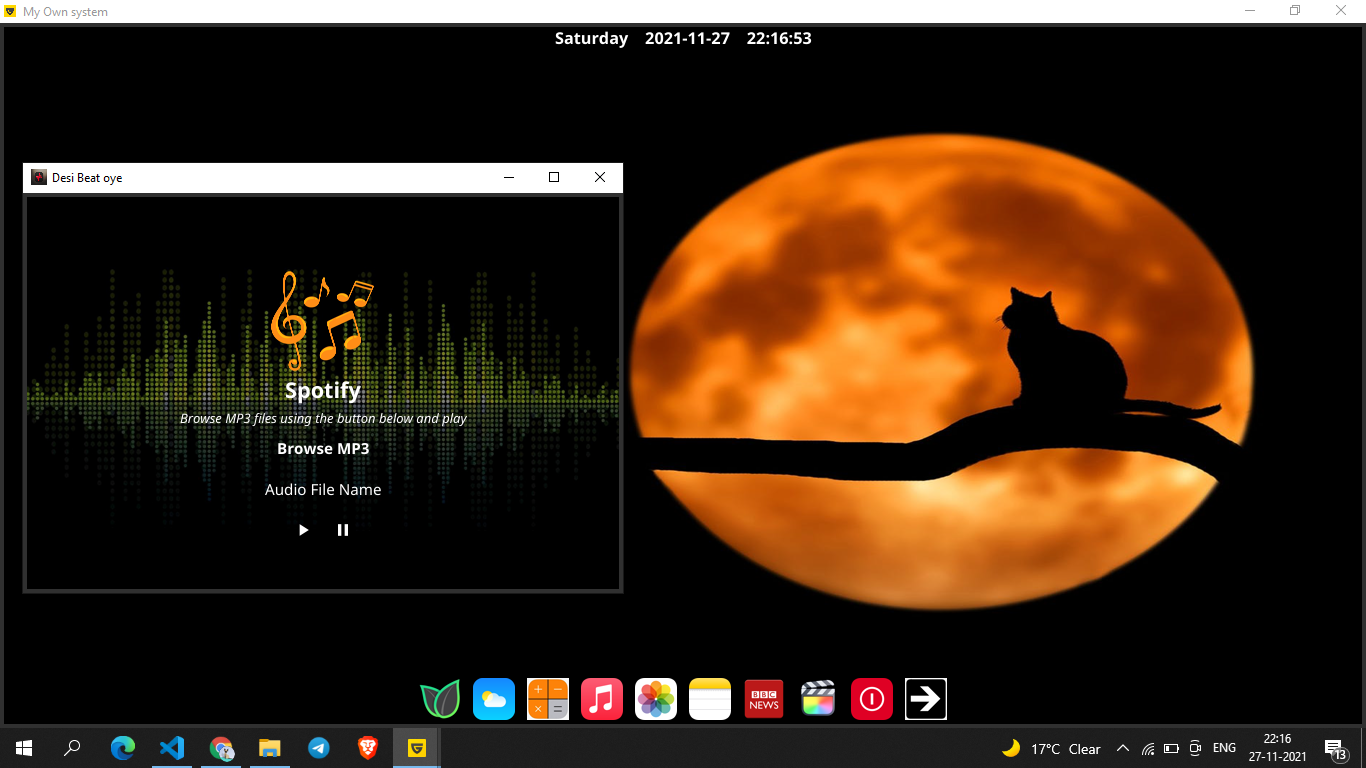 My Own system
Saturday 2021-11-27 22:16:53
Desi Beat oye
Spotify
Browse MP3 files using the button below and play
Browse MP3
Audio File Name
BBC
NEWS
17°C Clear
ENG
22:16
27-11-2021
13